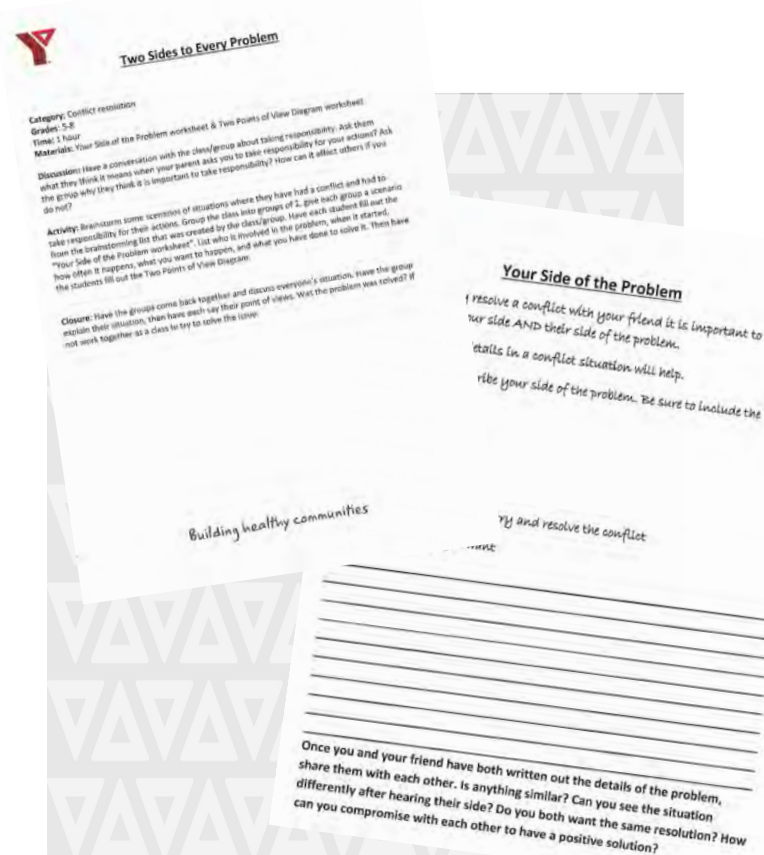 Two Sides to Every Problem
Category: Conflict resolution
Grades: 5-8
Time: 1 hour
Materials: Your Side of the Problem worksheet & Two Points of View Diagram worksheet
Discussion: Have a conversation with the class/group about taking responsibility. Ask them
what they think it means when your parent asks you to take responsibility for your actions? Ask
the group why they think it is important to take responsibility? How can it affect others if you
do not?
Activity: Brainstorm some scenarios of situations where they have had a conflict and had to
take responsibility for their actions. Group the class into groups of 2, give each group a scenario
from the brainstorming list that was created by the class/group. Have each student fill out the
"Your Side of the Problem worksheet". List who is involved in the problem, when it started,
how often it happens, what you want to happen, and what you have done to solve it. Then have
the students fill out the Two Points of View Diagram.
Closure: Have the groups come back together and discuss everyone's situation. Have the group
explain their situation, then have each say their point of views. Was the problem was solved? If
not work together as a class to try to solve the issue.
Building healthy communities
Your Side of the Problem
resolve a conflict with your friend it is important to
ur side AND their side of the problem.
etails in a conflict situation will help.
ribe your side of the problem. Be sure to include the
ry and resolve the conflict
Once you and your friend have both written out the details of the problem,
share them with each other. Is anything similar? Can you see the situation
differently after hearing their side? Do you both want the same resolution? How
can you compromise with each other to have a positive solution?